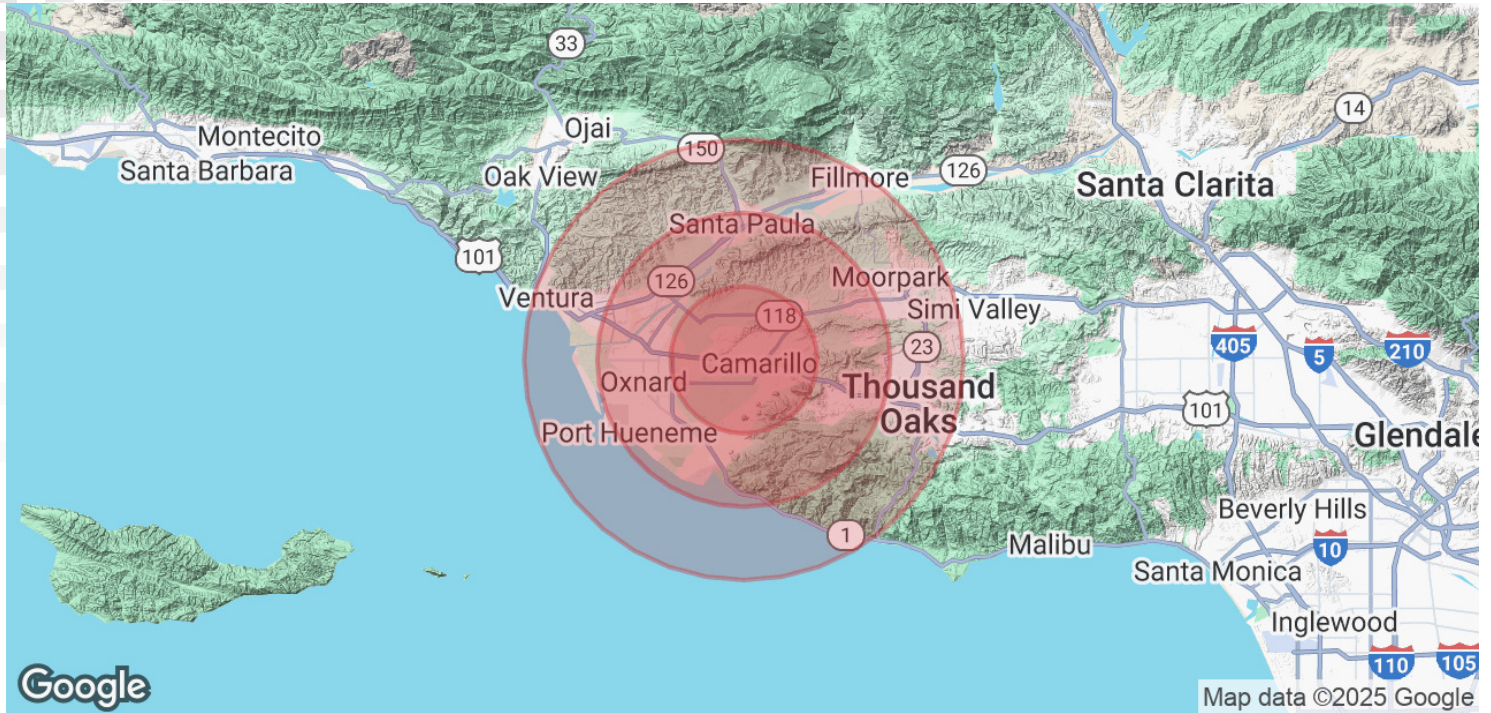 33
14
Montecito
Ojai
150
Santa Barbara
Oak View
Fillmore
126
Santa Clarita
Santa Paula
101
126
Moorpark
Ventura
118
Simi Valley
405
5
210
23
Camarillo
Oxnard
Thousand
Oaks
101
Port Hueneme
Glendale
Beverly Hills
1
Malibu
10
Santa Monica
Inglewood
110
105
Google
Map data ©2025 Google